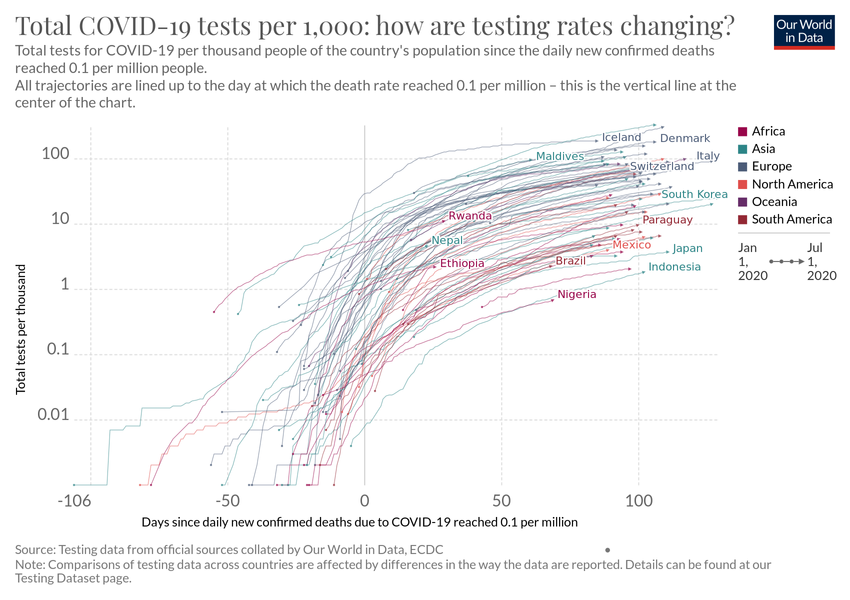 Total COVID-19 tests per 1,000: how are testing rates changing?
Our World
in Data
Total tests for COVID-19 per thousand people of the country's population since the daily new confirmed deaths
reached 0.1 per million people.
All trajectories are lined up to the day at which the death rate reached 0.1 per million – this is the vertical line at the
center of the chart.
Total tests per thousand
100
10
1
0.1
0.01
Iceland
Denmark
Maldives
Italy
Switzerland
South Korea
Rwanda
Paraguay
Nepal
Mexico
Japan
Ethiopia
Brazil
Indonesia
Nigeria
Africa
Asia
Europe
North America
Oceania
South America
Jan
1,
2020
Jul
1,
2020
-106
-50
0
50
100
Days since daily new confirmed deaths due to COVID-19 reached 0.1 per million
Source: Testing data from official sources collated by Our World in Data, ECDC
Note: Comparisons of testing data across countries are affected by differences in the way the data are reported. Details can be found at our
Testing Dataset page.